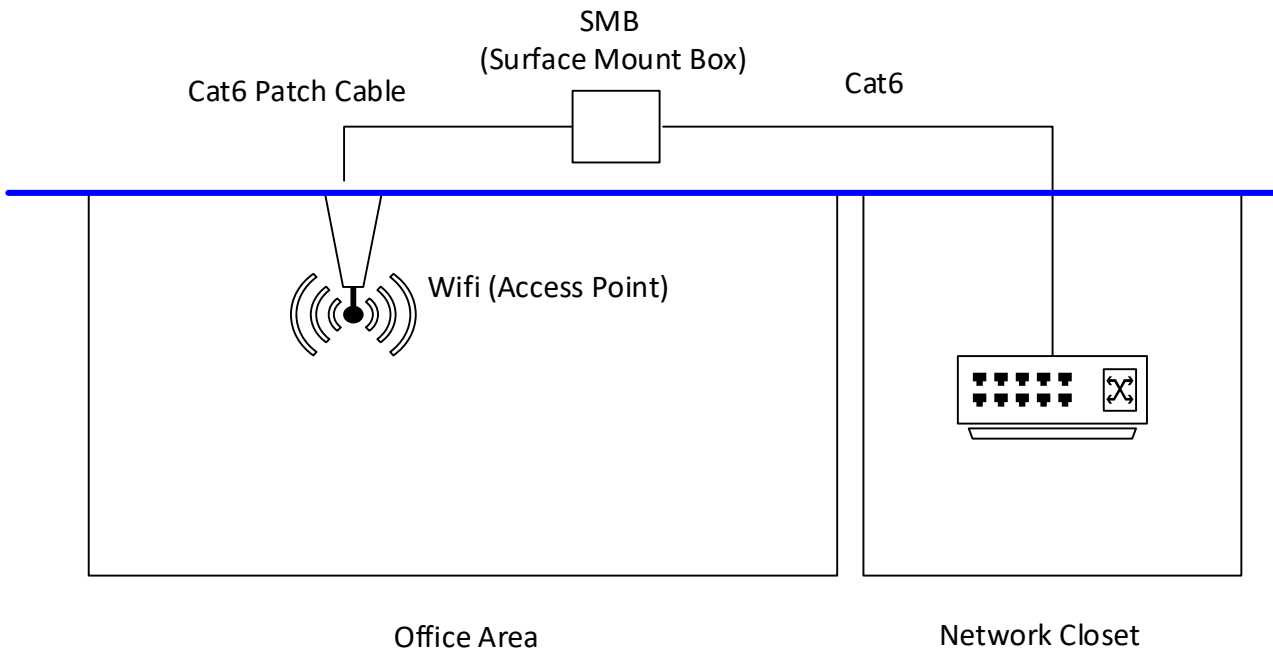 SMB
(Surface Mount Box)
Cat6 Patch Cable
Cat6
Wifi (Access Point)
Office Area
Network Closet